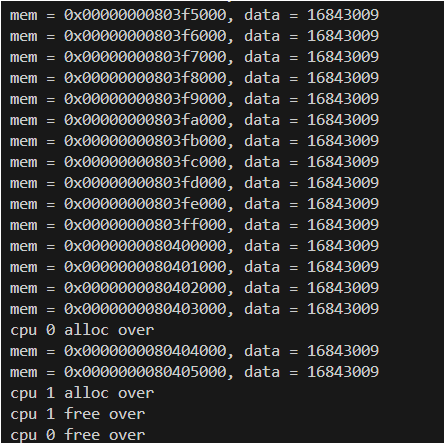 mem = 0x00000000803f5000, data = 16843009
mem = 0x00000000803f6000, data = 16843009
mem = 0x00000000803f7000, data = 16843009
mem = 0x00000000803f8000, data = 16843009
mem = 0x00000000803f9000, data = 16843009
mem = 0x00000000803fa000, data = 16843009
mem = 0x00000000803fb000, data = 16843009
mem = 0x00000000803fc000, data = 16843009
mem = 0x00000000803fd000, data = 16843009
mem = 0x00000000803fe000, data = 16843009
mem = 0x00000000803ff000, data = 16843009
mem = 0x0000000080400000, data = 16843009
mem = 0x0000000080401000, data = 16843009
mem = 0x0000000080402000, data = 16843009
mem = 0x0000000080403000, data = 16843009
cpu 0 alloc over
mem = 0x0000000080404000, data = 16843009
mem = 0x0000000080405000, data = 16843009
cpu 1 alloc over
cpu 1 free over
cpu 0 free over